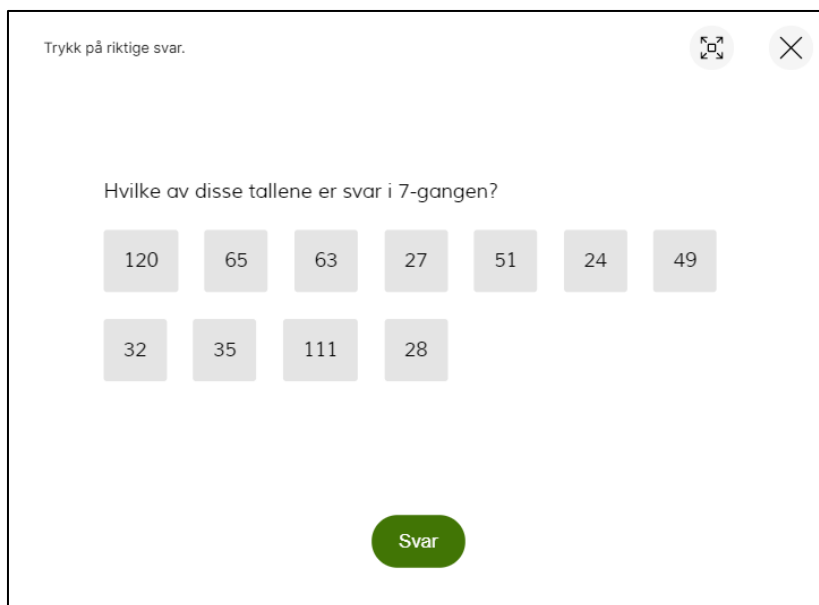 Trykk på riktige svar.
Hvilke av disse tallene er svar i 7-gangen?
120 65 63 27 51 24 49
32 35 111 28
Svar